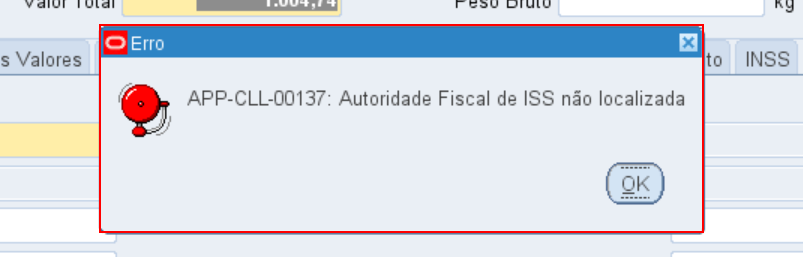 Valor Total 1.004,74 Peso Bruto kg
Erro
s Valores to INSS
APP-CLL-00137: Autoridade Fiscal de ISS não localizada
OK